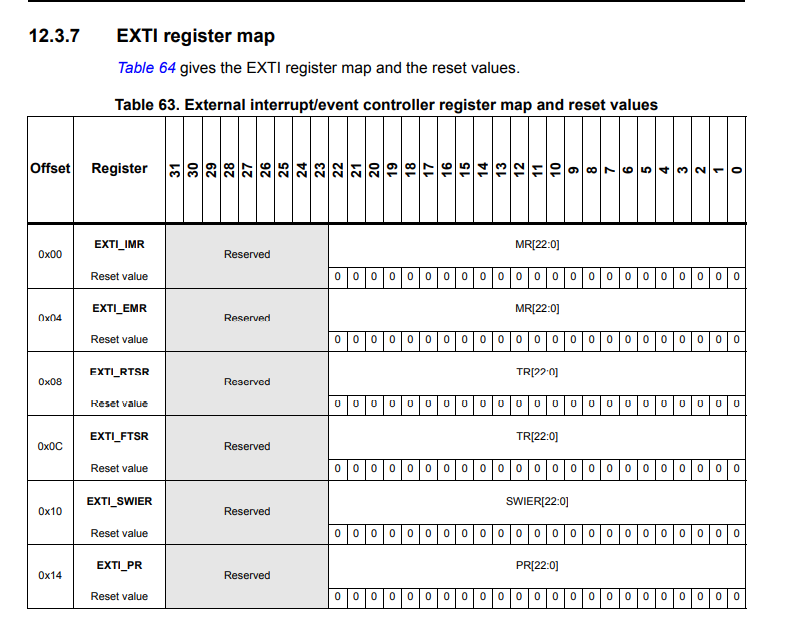 12.3.7 EXTI register map
Table 64 gives the EXTI register map and the reset values.
Table 63. External interrupt/event controller register map and reset values
Offset Register 31 30 29 28 27 26 25 24 23 22 21 20 19 18 17 16 15 14 13 12 11 10 9 8 7 6 5 4 3 2 1 0
0x00 EXTI_IMR Reserved MR[22:0]
Reset value 0 0 0 0 0 0 0 0 0 0 0 0 0 0 0 0 0 0 0 0 0 0 0
0x04 EXTI_EMR Reserved MR[22:0]
Reset value 0 0 0 0 0 0 0 0 0 0 0 0 0 0 0 0 0 0 0 0 0 0 0
0x08 EXTI_RTSR Reserved TR[22:0]
Reset value 0 0 0 0 0 0 0 0 0 0 0 0 0 0 0 0 0 0 0 0 0 0 0
0x0C EXTI_FTSR Reserved TR[22:0]
Reset value 0 0 0 0 0 0 0 0 0 0 0 0 0 0 0 0 0 0 0 0 0 0 0
0x10 EXTI_SWIER Reserved SWIER[22:0]
Reset value 0 0 0 0 0 0 0 0 0 0 0 0 0 0 0 0 0 0 0 0 0 0 0
0x14 EXTI_PR Reserved PR[22:0]
Reset value 0 0 0 0 0 0 0 0 0 0 0 0 0 0 0 0 0 0 0 0 0 0 0